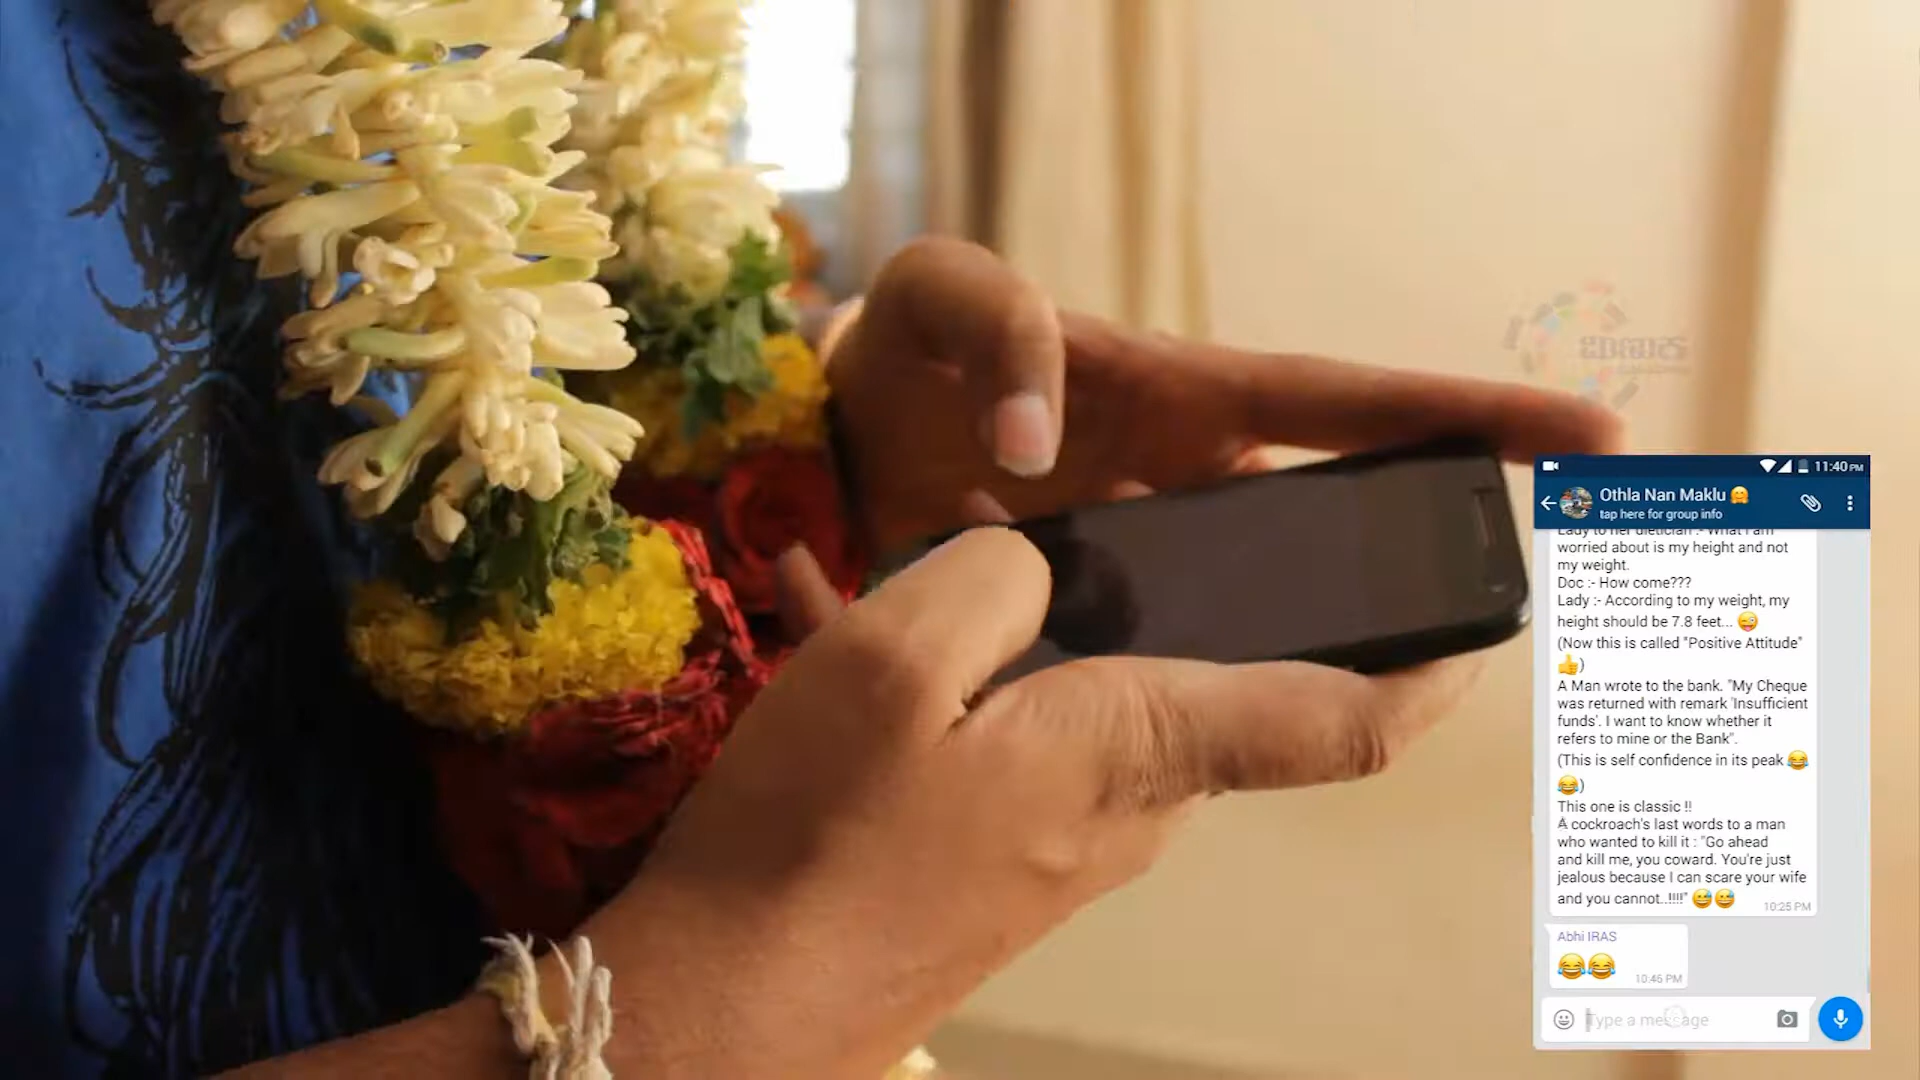 11:40 PM
Othla Nan Maklu 🤗
tap here for group info
Lady to her dietician :- What I am
worried about is my height and not
my weight.
Doc :- How come???
Lady :- According to my weight, my
height should be 7.8 feet... 😜
(Now this is called "Positive Attitude"
👍)
A Man wrote to the bank. "My Cheque
was returned with remark 'Insufficient
funds'. I want to know whether it
refers to mine or the Bank".
(This is self confidence in its peak 😂
😂)
This one is classic !!
A cockroach's last words to a man
who wanted to kill it : "Go ahead
and kill me, you coward. You're just
jealous because I can scare your wife
and you cannot..!!!!" 😅😅
10:25 PM
Abhi IRAS
😂😂
10:46 PM
Type a message